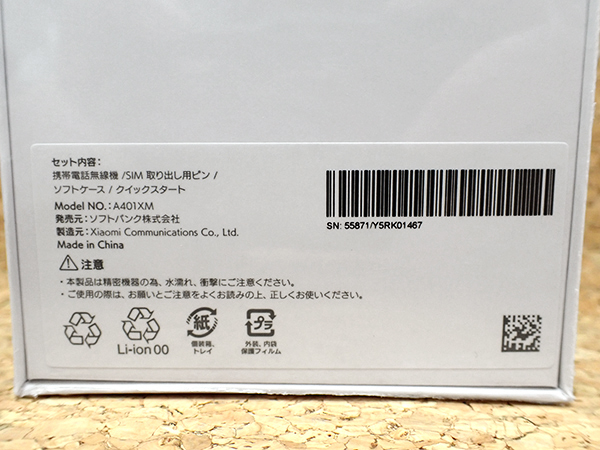 セット内容:
携帯電話無線機 /SIM 取り出し用ピン /
ソフトケース / クイックスタート
Model NO.: A401XM
発売元: ソフトバンク株式会社
製造元: Xiaomi Communications Co., Ltd.
Made in China
注意
・本製品は精密機器の為、水濡れ、衝撃にご注意ください。
・ご使用の際は、お願いとご注意をよくお読みの上、正しくお使いください。
SN: 55871/Y5RK01467
Li-ion 00
紙
個装箱、
トレイ
プラ
外装、内袋
保護フィルム